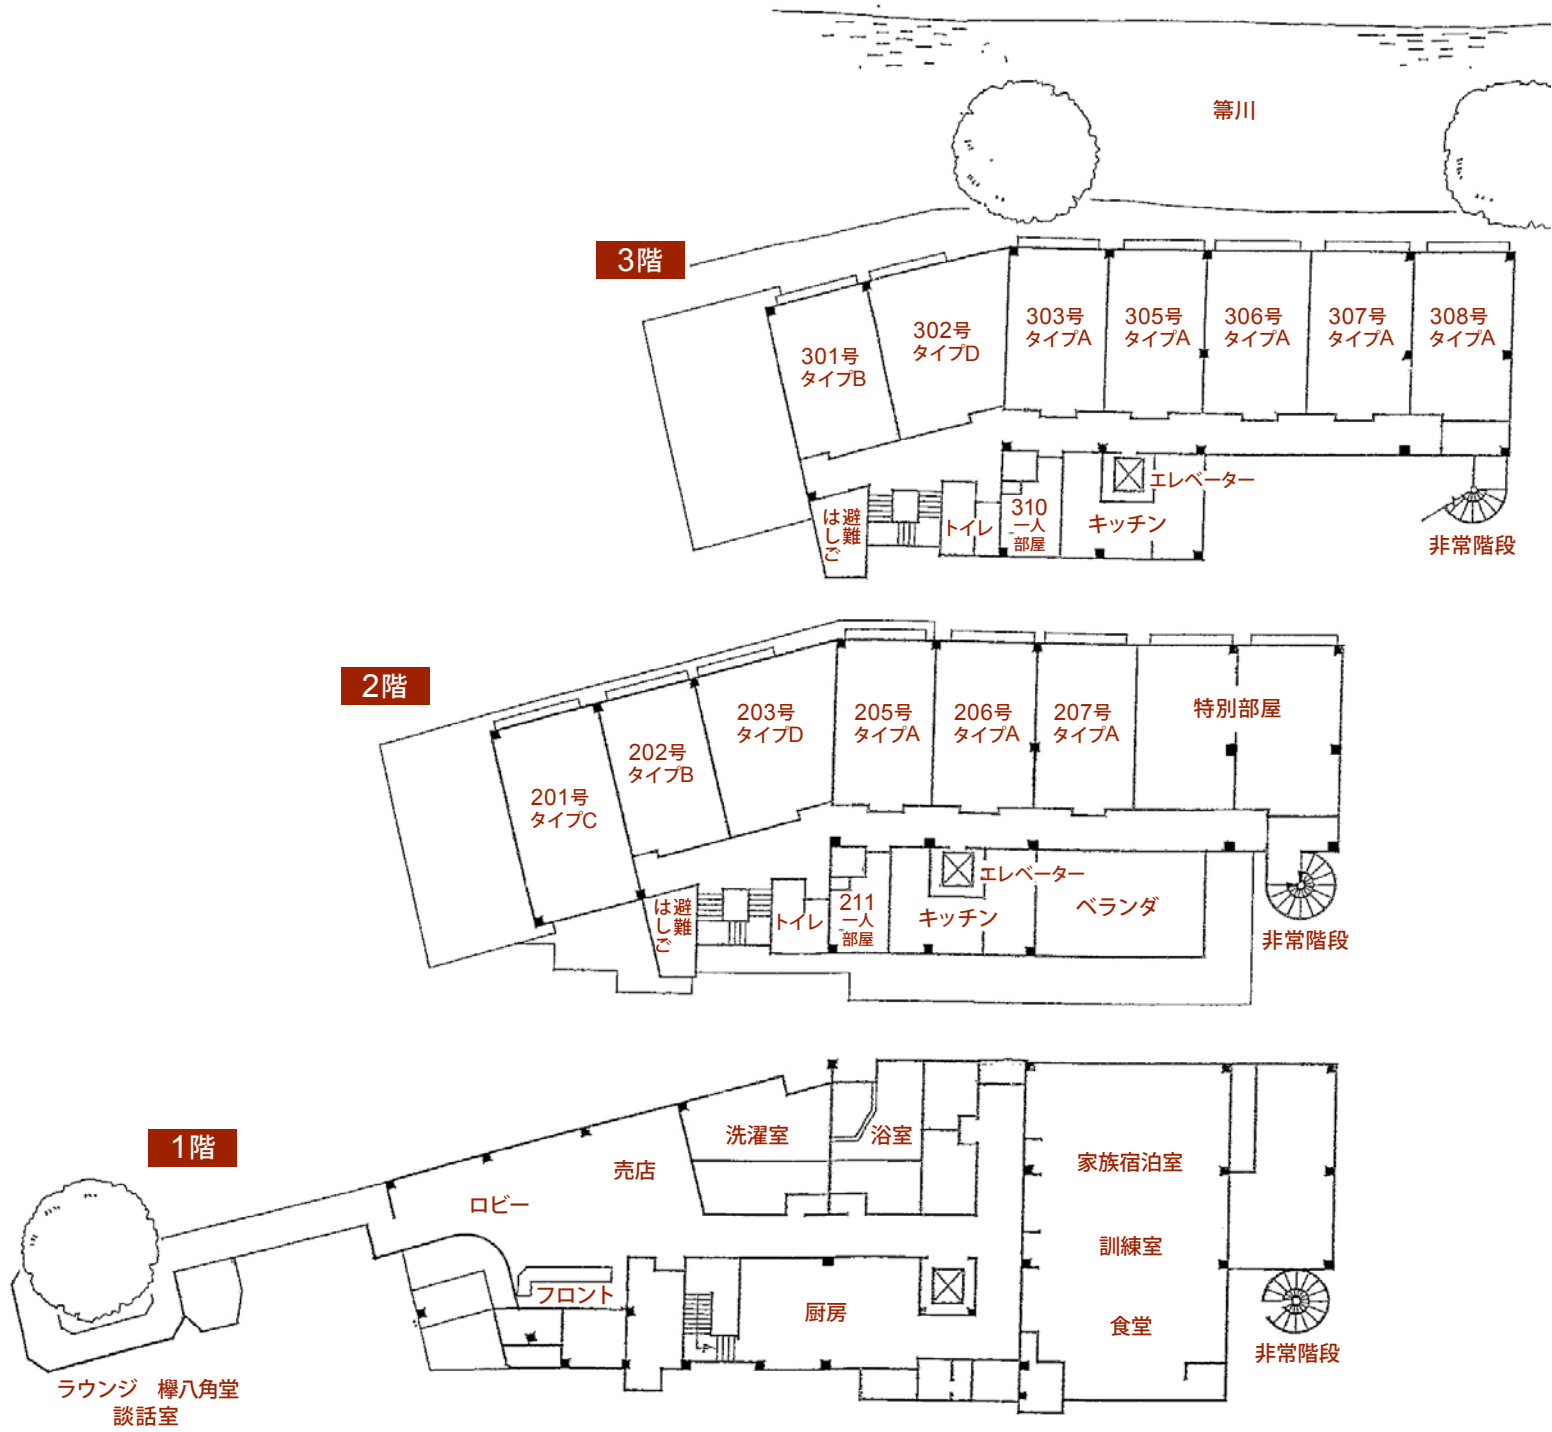 箒川
3階
301号
タイプB
302号
タイプD
303号
タイプA
305号
タイプA
306号
タイプA
307号
タイプA
308号
タイプA
避難
はしご
トイレ
310
一人
部屋
キッチン
エレベーター
非常階段
2階
201号
タイプC
202号
タイプB
203号
タイプD
205号
タイプA
206号
タイプA
207号
タイプA
特別部屋
避難
はしご
トイレ
211
一人
部屋
キッチン
エレベーター
ベランダ
非常階段
1階
ロビー
売店
洗濯室
浴室
家族宿泊室
訓練室
食堂
フロント
厨房
非常階段
ラウンジ 欅八角堂
談話室